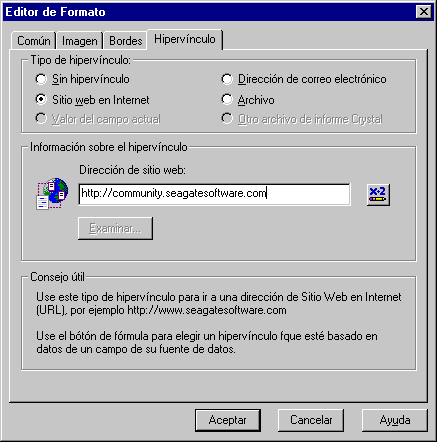 Editor de Formato
Común Imagen Bordes Hipervínculo
Tipo de hipervínculo:
Sin hipervínculo Dirección de correo electrónico
Sitio web en Internet Archivo
Valor del campo actual Otro archivo de informe Crystal
Información sobre el hipervínculo
Dirección de sitio web:
http://community.seagatesoftware.com
x-2
Examinar...
Consejo útil
Use este tipo de hipervínculo para ir a una dirección de Sitio Web en Internet
(URL), por ejemplo http://www.seagatesoftware.com
Use el bótón de fórmula para elegir un hipervínculo fque esté basado en
datos de un campo de su fuente de datos.
Aceptar Cancelar Ayuda